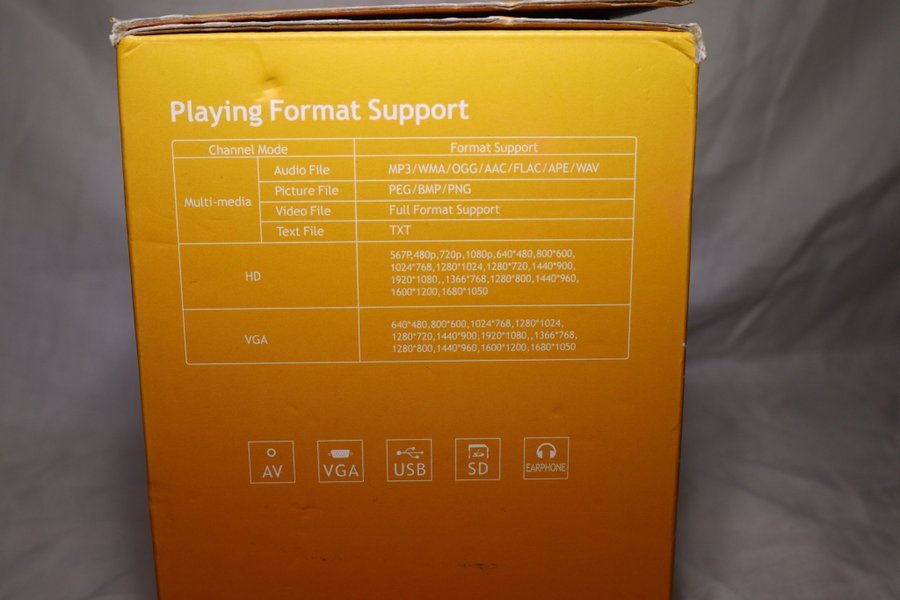 Playing Format Support
Channel Mode Format Support
Multi-media
Audio File MP3/WMA/OGG/AAC/FLAC/APE/WAV
Picture File PEG/BMP/PNG
Video File Full Format Support
Text File TXT
HD
567P,480p,720p,1080p,640*480,800*600,
1024*768,1280*1024,1280*720,1440*900,
1920*1080,,1366*768,1280*800,1440*960,
1600*1200,1680*1050
VGA
640*480,800*600,1024*768,1280*1024,
1280*720,1440*900,1920*1080,,1366*768,
1280*800,1440*960,1600*1200,1680*1050
AV VGA USB SD EARPHONE